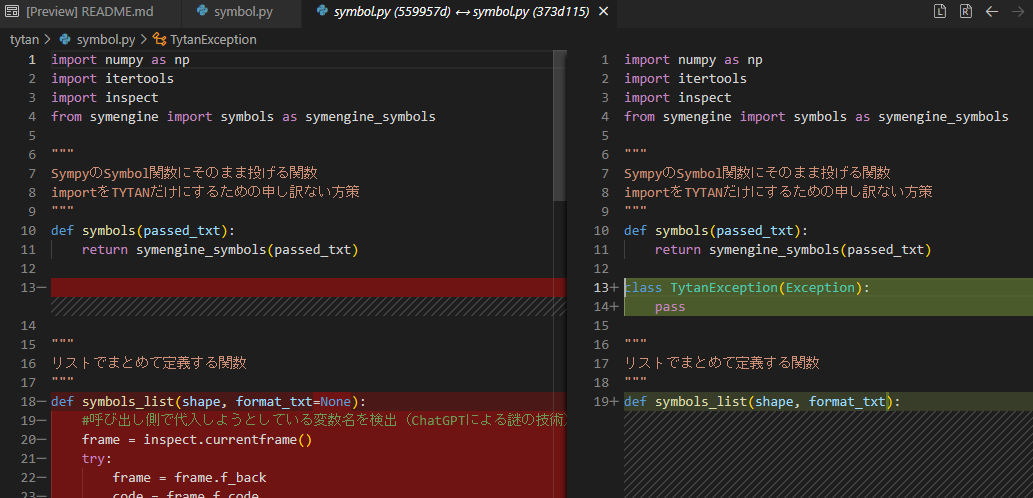 [Preview] README.md
symbol.py
symbol.py (559957d) ↔ symbol.py (373d115)
tytan > symbol.py > TytanException
1 import numpy as np
2 import itertools
3 import inspect
4 from symengine import symbols as symengine_symbols
5
6 """
7 SympyのSymbol関数にそのまま投げる関数
8 importをTYTANだけにするための申し訳ない方策
9 """
10 def symbols(passed_txt):
11 return symengine_symbols(passed_txt)
12
13−
14
15 """
16 リストでまとめて定義する関数
17 """
18− def symbols_list(shape, format_txt=None):
19− #呼び出し側で代入しようとしている変数名を検出（ChatGPTによる謎の技術）
20− frame = inspect.currentframe()
21− try:
22− frame = frame.f_back
23− code = frame.f_code
1 import numpy as np
2 import itertools
3 import inspect
4 from symengine import symbols as symengine_symbols
5
6 """
7 SympyのSymbol関数にそのまま投げる関数
8 importをTYTANだけにするための申し訳ない方策
9 """
10 def symbols(passed_txt):
11 return symengine_symbols(passed_txt)
12
13+ class TytanException(Exception):
14+ pass
15
16 """
17 リストでまとめて定義する関数
18 """
19+ def symbols_list(shape, format_txt):